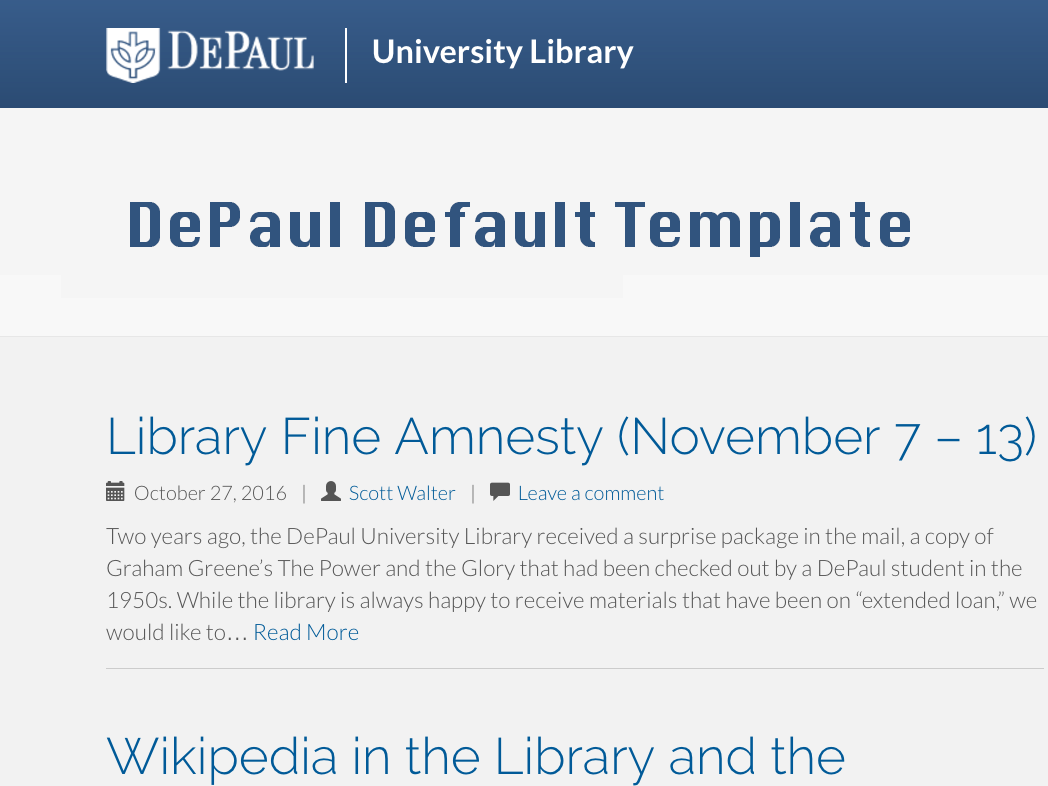 DEPAUL University Library
DePaul Default Template
Library Fine Amnesty (November 7 – 13)
October 27, 2016 | Scott Walter | Leave a comment
Two years ago, the DePaul University Library received a surprise package in the mail, a copy of
Graham Greene’s The Power and the Glory that had been checked out by a DePaul student in the
1950s. While the library is always happy to receive materials that have been on “extended loan,” we
would like to… Read More
Wikipedia in the Library and the